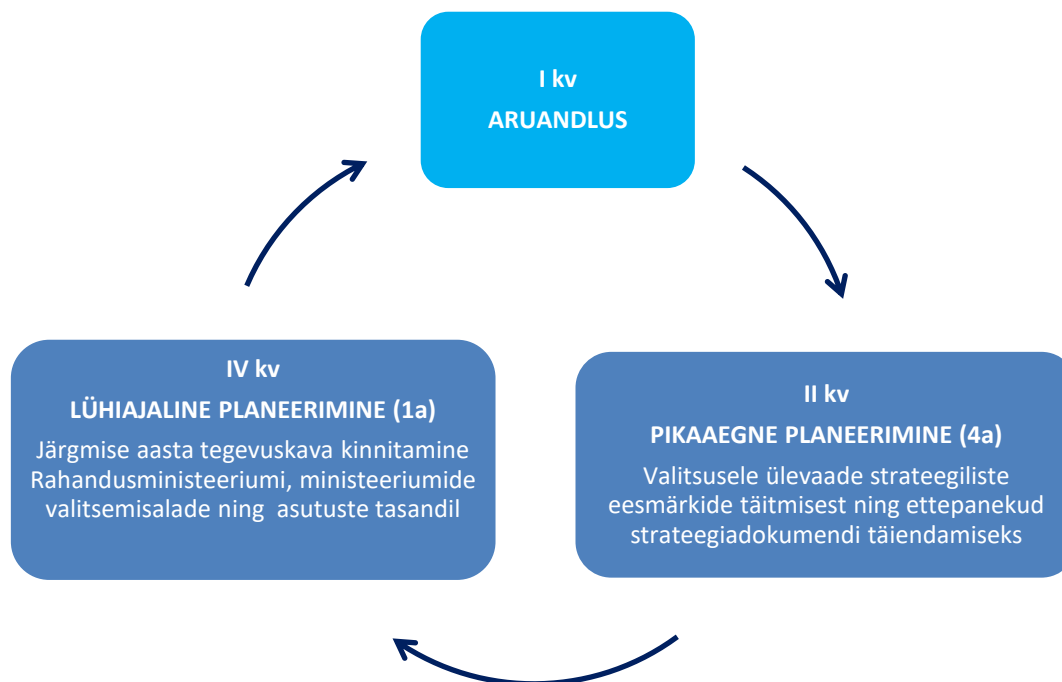 I kv
ARUANDLUS
IV kv
LÜHIAJALINE PLANEERIMINE (1a)
Järgmise aasta tegevuskava kinnitamine
Rahandusministeeriumi, ministeeriumide
valitsemisalade ning asutuste tasandil
II kv
PIKAAEGNE PLANEERIMINE (4a)
Valitsusele ülevaade strateegiliste
eesmärkide täitmisest ning ettepanekud
strateegiadokumendi täiendamiseks